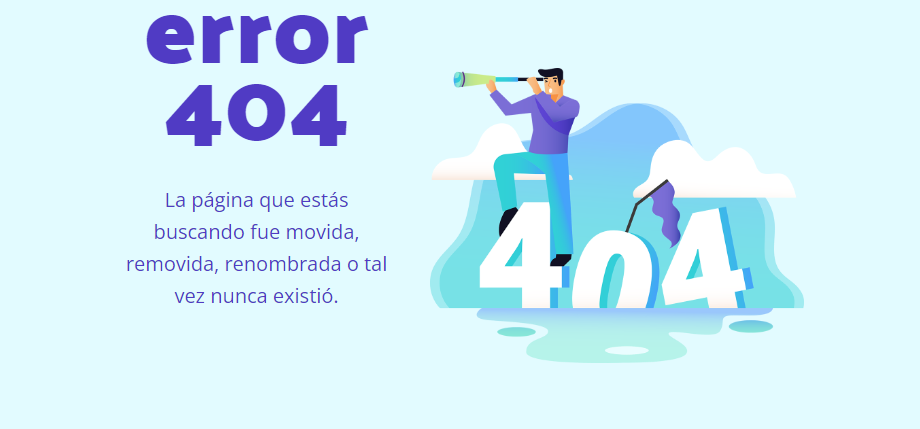 error
404
La página que estás
buscando fue movida,
removida, renombrada o tal
vez nunca existió.
404